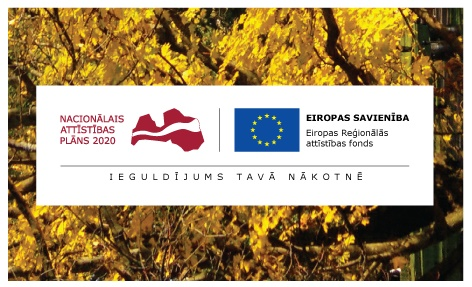 NACIONĀLAIS
ATTĪSTĪBAS
PLĀNS 2020
EIROPAS SAVIENĪBA
Eiropas Reģionālās
attīstības fonds
IEGULDĪJUMS TAVĀ NĀKOTNĒ